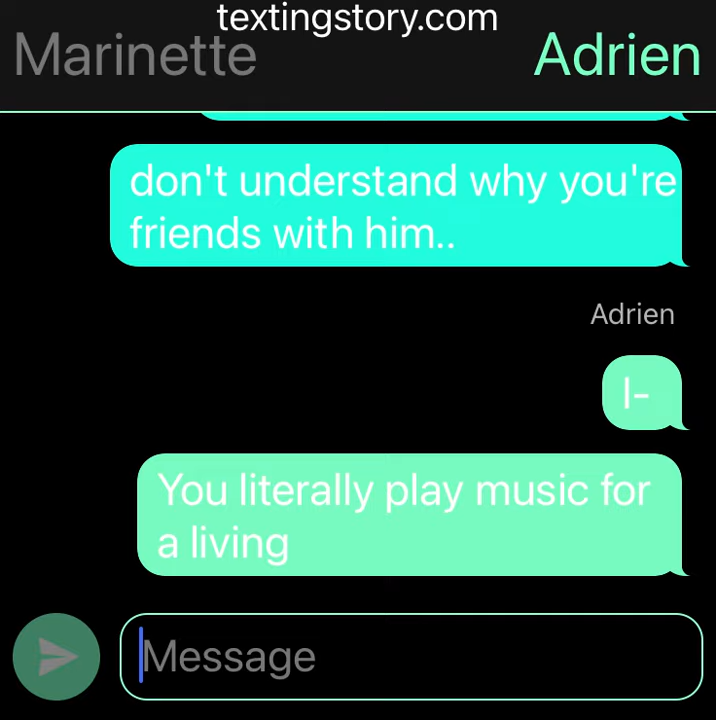 textingstory.com
Marinette
Adrien
don't understand why you're
friends with him..
Adrien
I-
You literally play music for
a living
Message